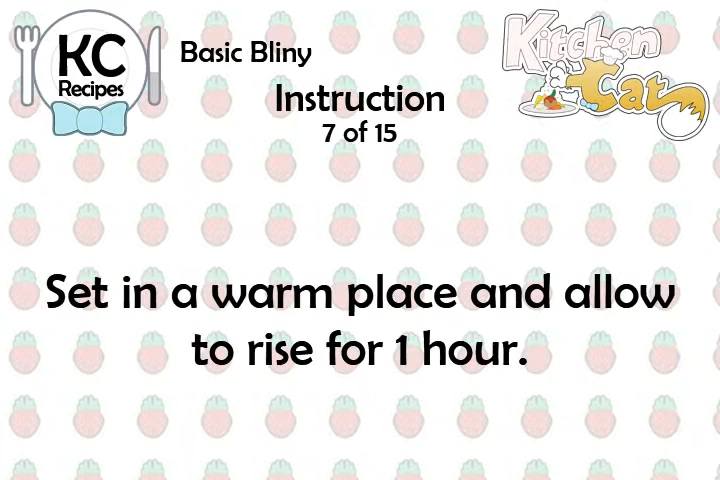 KC
Recipes
Basic Bliny
Kitchen
Cat
Instruction
7 of 15
Set in a warm place and allow
to rise for 1 hour.